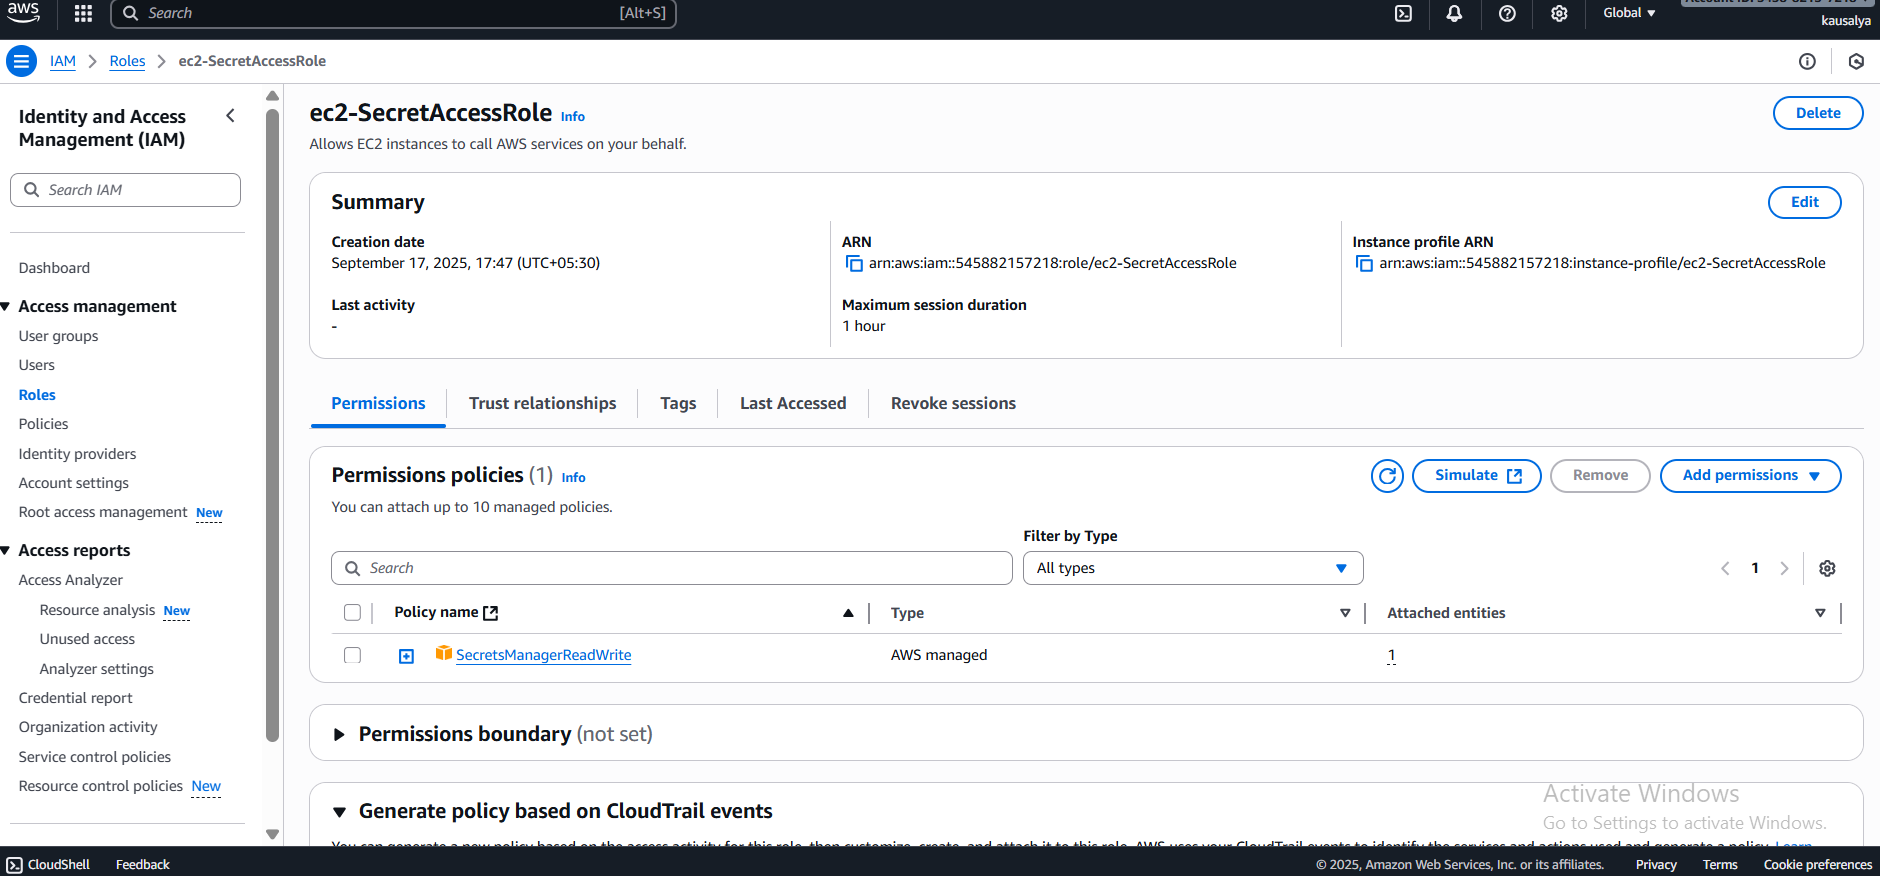 aws
Search
[Alt+S]
Global
kausalya
IAM
Roles
ec2-SecretAccessRole
Identity and Access
Management (IAM)
Search IAM
Dashboard
Access management
User groups
Users
Roles
Policies
Identity providers
Account settings
Root access management New
Access reports
Access Analyzer
Resource analysis New
Unused access
Analyzer settings
Credential report
Organization activity
Service control policies
Resource control policies New
ec2-SecretAccessRole Info
Delete
Allows EC2 instances to call AWS services on your behalf.
Summary
Edit
Creation date
September 17, 2025, 17:47 (UTC+05:30)
Last activity
-
ARN
arn:aws:iam::545882157218:role/ec2-SecretAccessRole
Maximum session duration
1 hour
Instance profile ARN
arn:aws:iam::545882157218:instance-profile/ec2-SecretAccessRole
Permissions
Trust relationships
Tags
Last Accessed
Revoke sessions
Permissions policies (1) Info
Simulate
Remove
Add permissions
You can attach up to 10 managed policies.
Filter by Type
Search
All types
1
Policy name
Type
Attached entities
SecretsManagerReadWrite
AWS managed
1
Permissions boundary (not set)
Generate policy based on CloudTrail events
You can generate a new policy based on the access activity for this role, then customize, create, and attach it to this role. AWS uses your CloudTrail events to identify the services and actions used and generate a policy. Learn
Activate Windows
Go to Settings to activate Windows.
CloudShell
Feedback
© 2025, Amazon Web Services, Inc. or its affiliates.
Privacy
Terms
Cookie preferences